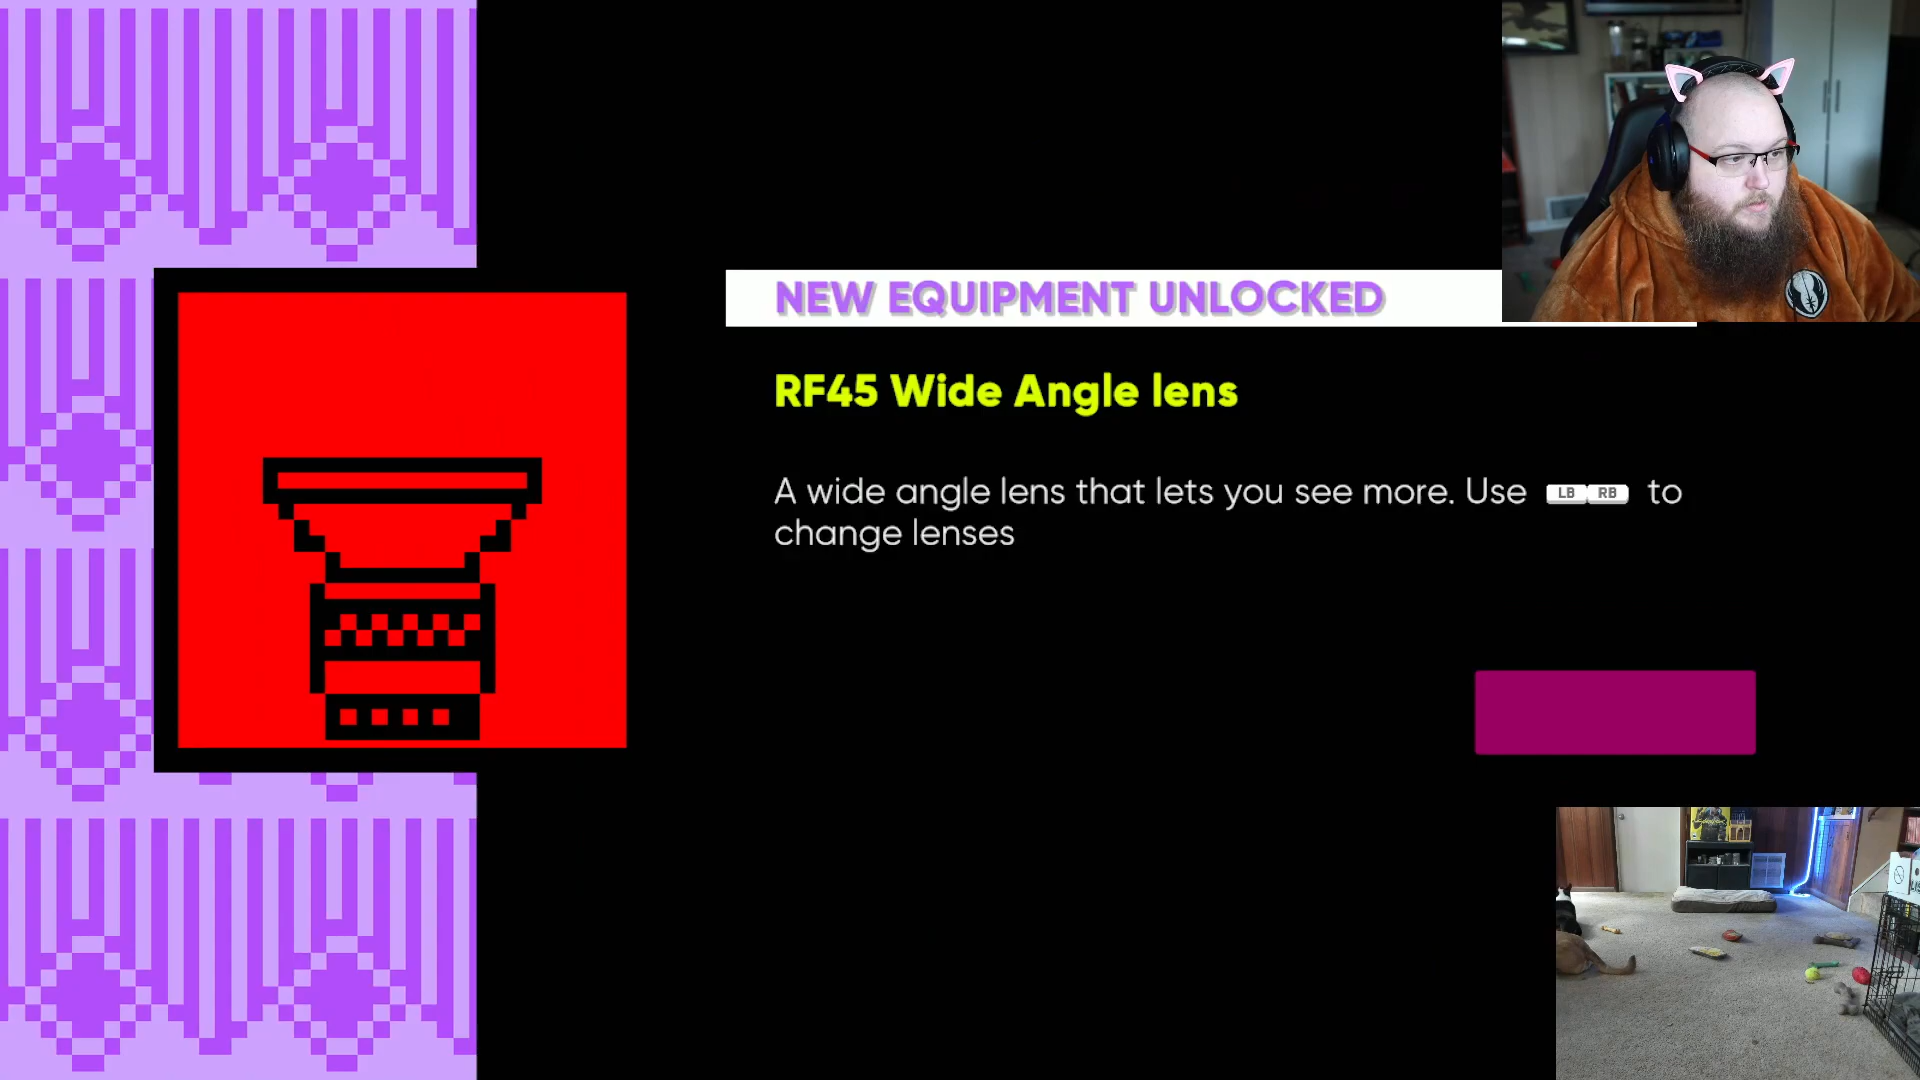 NEW EQUIPMENT UNLOCKED
RF45 Wide Angle lens
A wide angle lens that lets you see more. Use LB RB to
change lenses